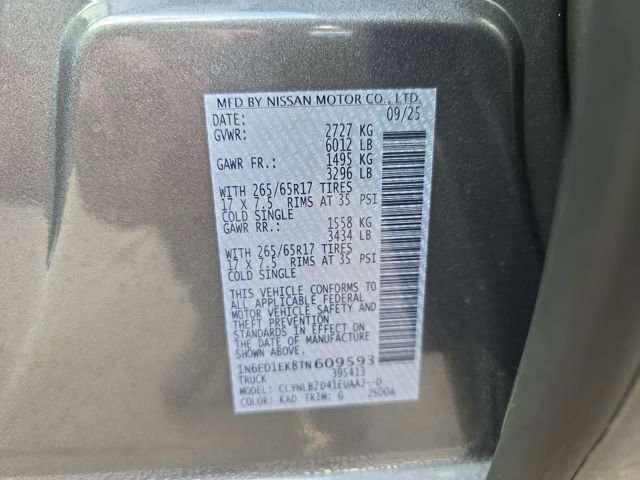 MFD BY NISSAN MOTOR CO., LTD.
DATE: 09/25
GVWR: 2727 KG
6012 LB
GAWR FR.: 1495 KG
3296 LB
WITH 265/65R17 TIRES
17 X 7.5 RIMS AT 35 PSI
COLD SINGLE
GAWR RR.: 1558 KG
3434 LB
WITH 265/65R17 TIRES
17 X 7.5 RIMS AT 35 PSI
COLD SINGLE
THIS VEHICLE CONFORMS TO
ALL APPLICABLE FEDERAL
MOTOR VEHICLE SAFETY AND
THEFT PREVENTION
STANDARDS IN EFFECT ON
THE DATE OF MANUFACTURE
SHOWN ABOVE.
1N6ED1EK8TN609593
TRUCK 395413
MODEL: CLYNLB2D41EUAAJ--D
COLOR: KAD TRIM: G 25D0A